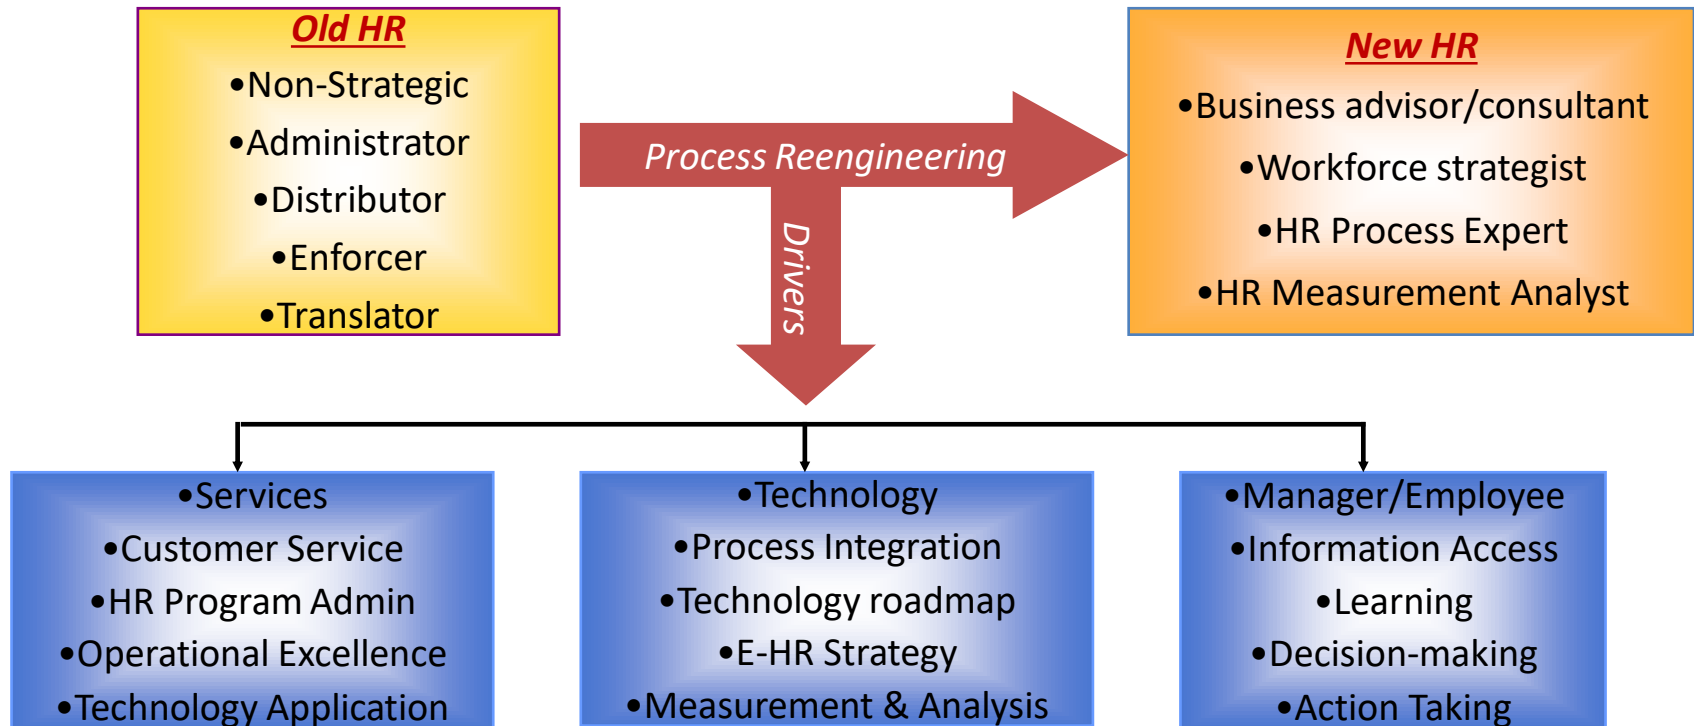 Old HR
•Non-Strategic
•Administrator
•Distributor
•Enforcer
•Translator
Process Reengineering
Drivers
New HR
•Business advisor/consultant
•Workforce strategist
•HR Process Expert
•HR Measurement Analyst
•Services
•Customer Service
•HR Program Admin
•Operational Excellence
•Technology Application
•Technology
•Process Integration
•Technology roadmap
•E-HR Strategy
•Measurement & Analysis
•Manager/Employee
•Information Access
•Learning
•Decision-making
•Action Taking